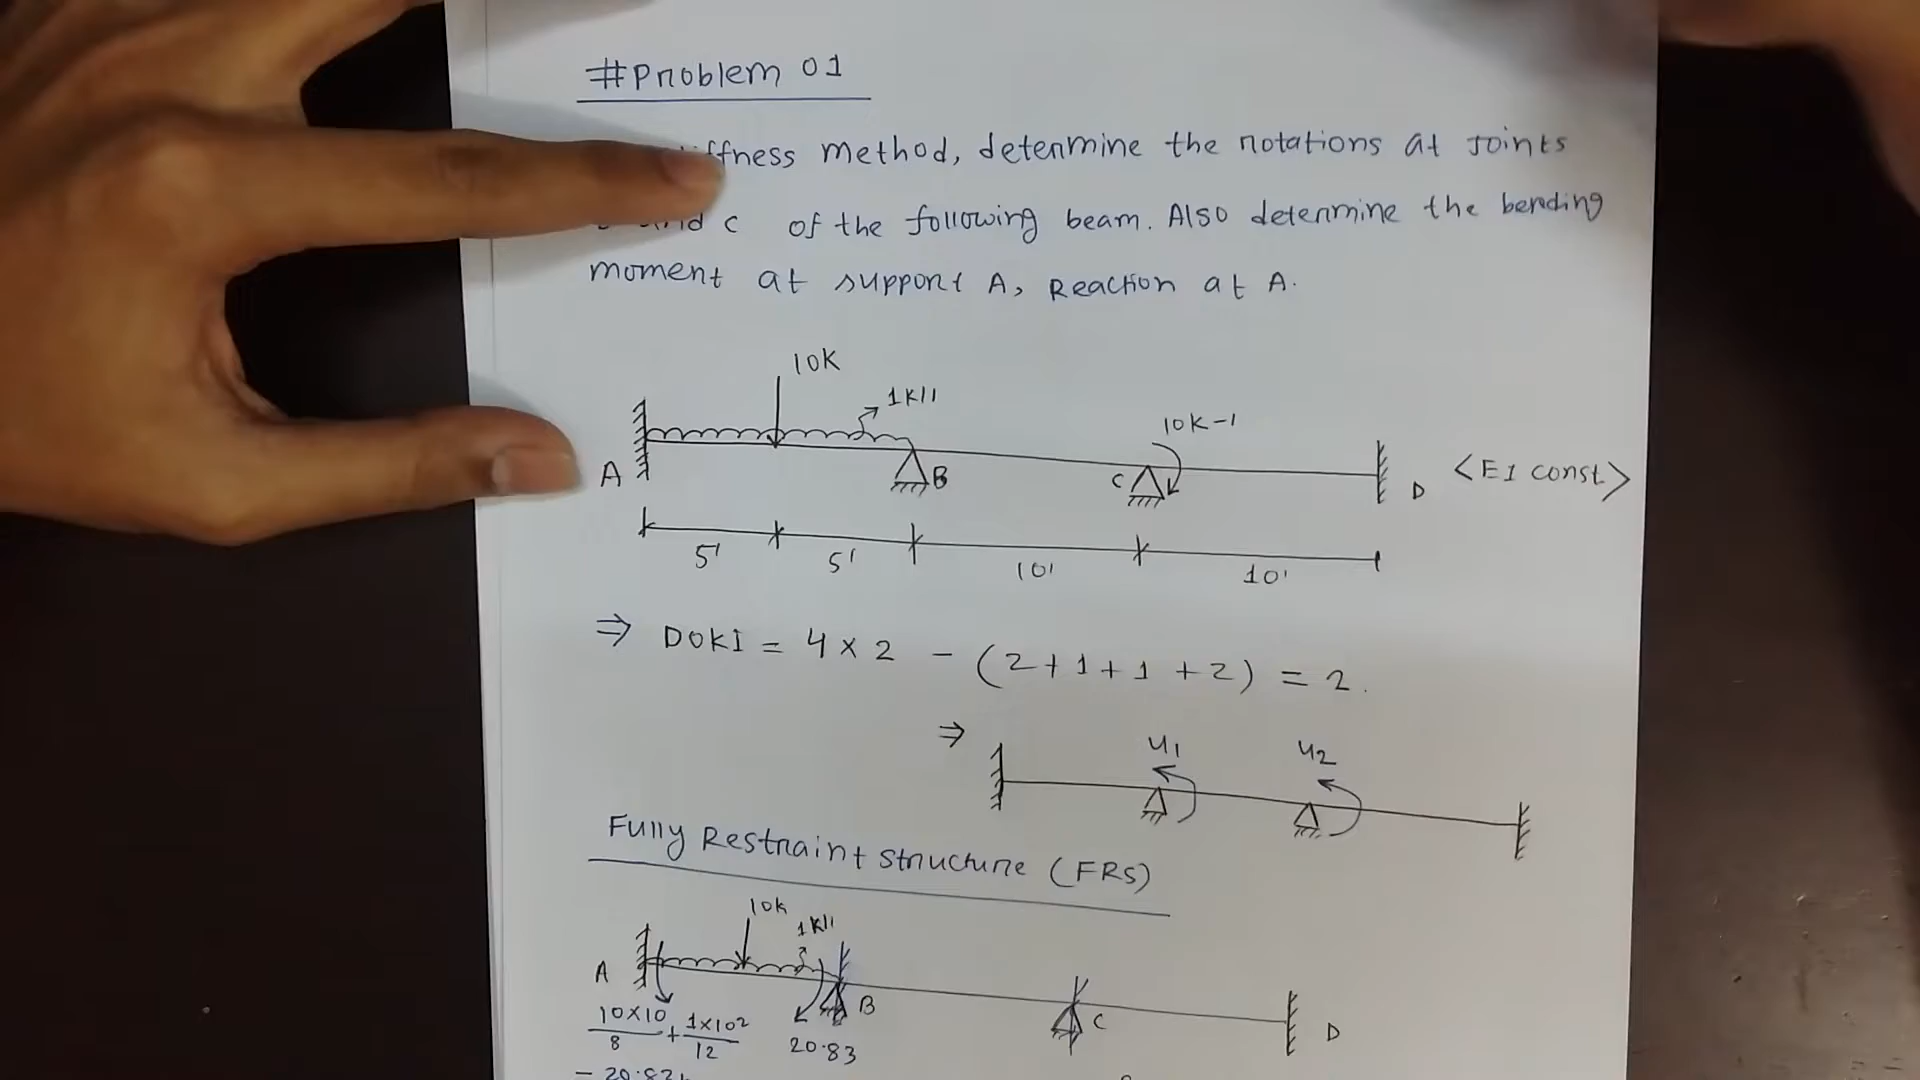 #Problem 01
method, determine the rotations at Joints
C of the following beam. Also determine the bending
moment at support A, Reaction at A.
10K
1K/'
10K-'
A
B
C
D
<EI const>
5'
5'
10'
10'
⇒ DOKI = 4 × 2 - (2+1+1+2) = 2.
⇒
u1
u2
Fully Restraint structure (FRS)
10K
1K/'
A
B
C
D
10×10/8 + 1×10²/12
20.83